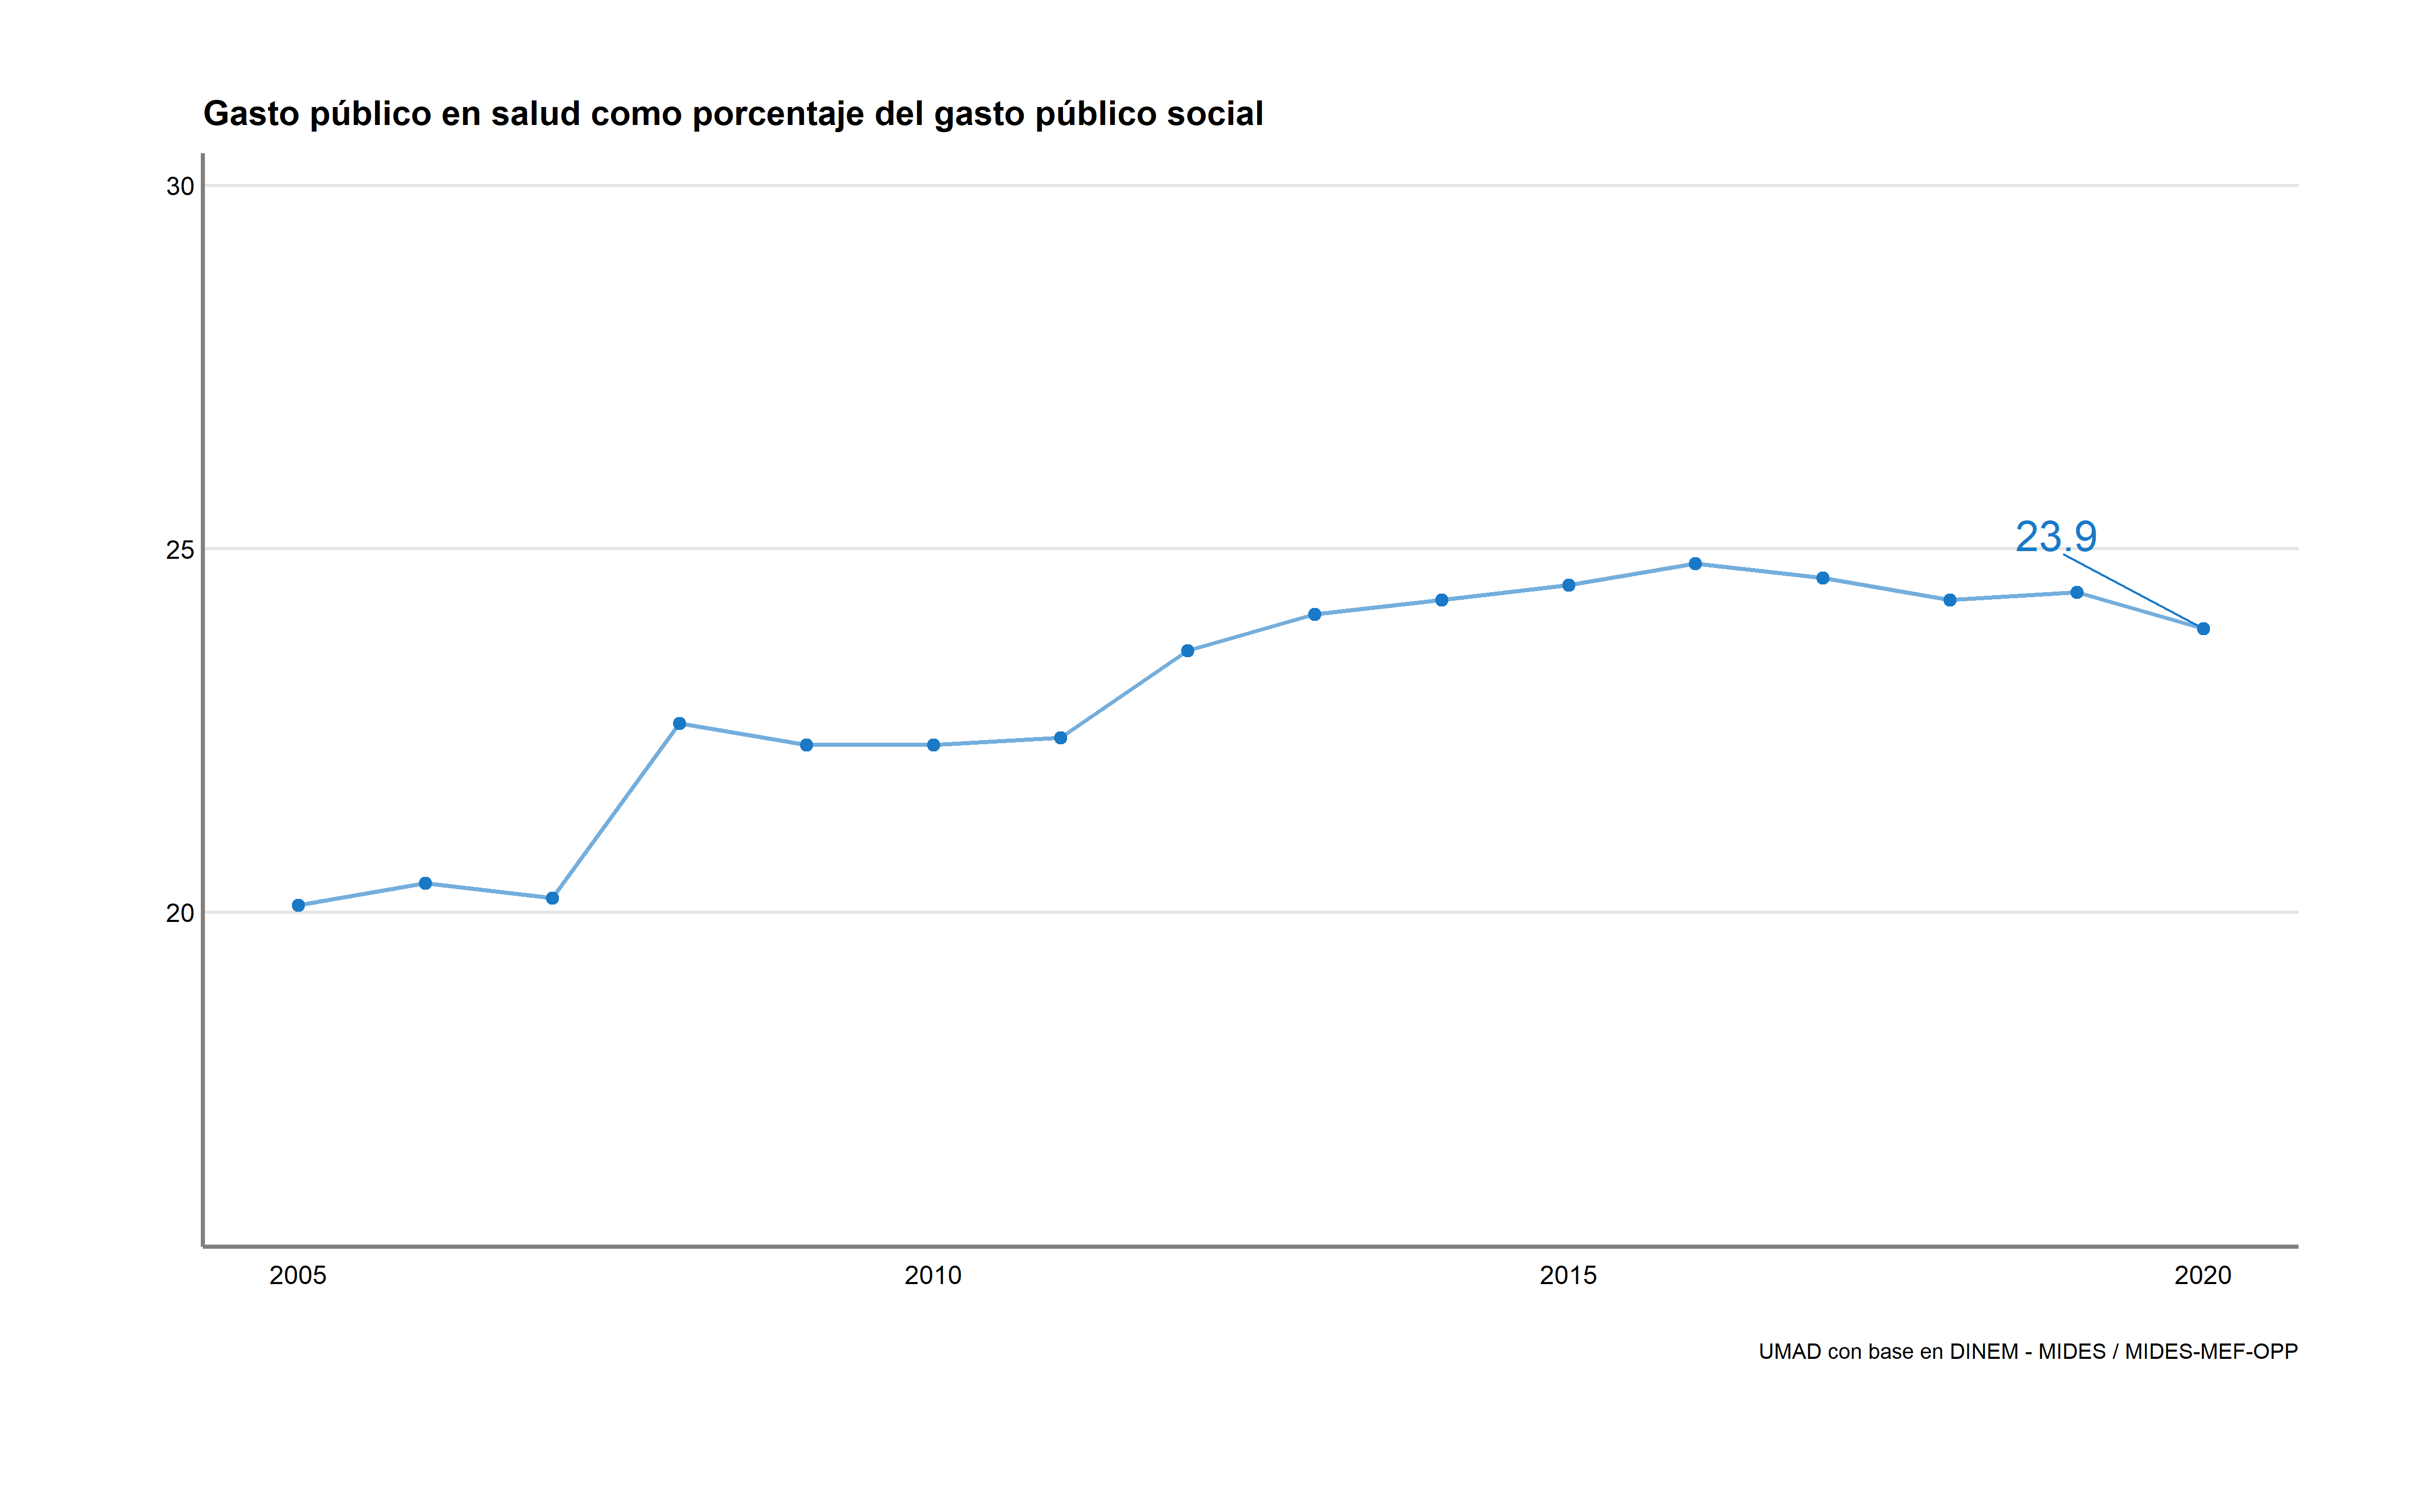 Gasto público en salud como porcentaje del gasto público social
30
25
20
23.9
2005 2010 2015 2020
UMAD con base en DINEM - MIDES / MIDES-MEF-OPP